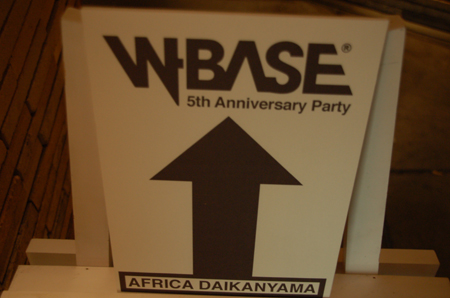 W-BASE®
5th Anniversary Party
AFRICA DAIKANYAMA